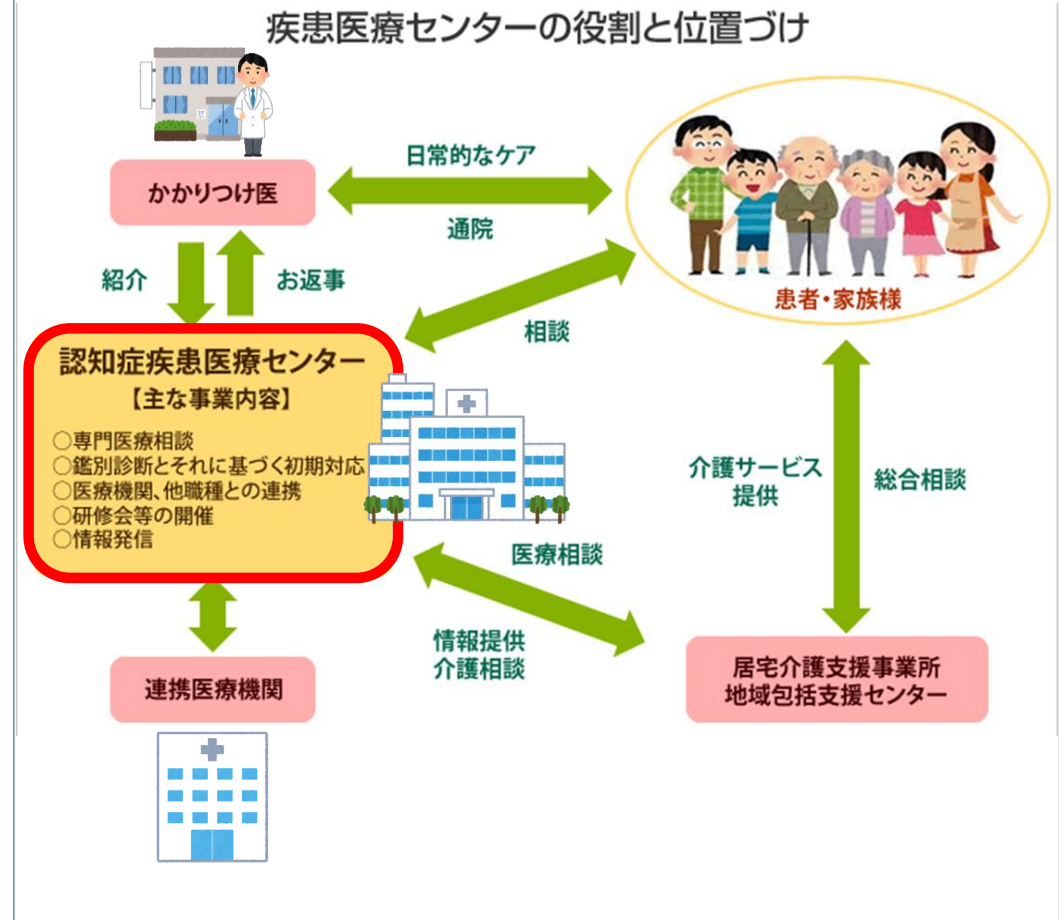 疾患医療センターの役割と位置づけ
かかりつけ医
日常的なケア
通院
患者・家族様
紹介
お返事
相談
認知症疾患医療センター
【主な事業内容】
○専門医療相談
○鑑別診断とそれに基づく初期対応
○医療機関、他職種との連携
○研修会等の開催
○情報発信
介護サービス
提供
総合相談
医療相談
情報提供
介護相談
連携医療機関
居宅介護支援事業所
地域包括支援センター